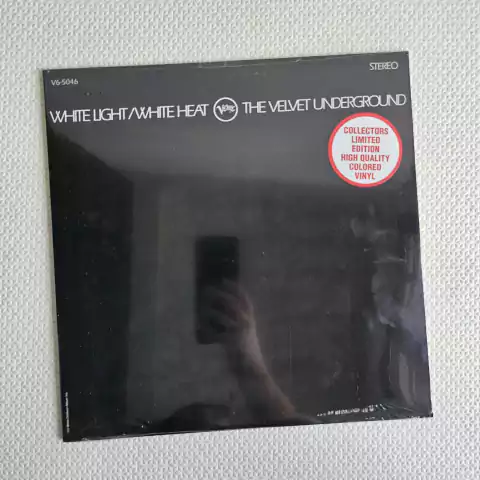 V6-5046
STEREO
WHITE LIGHT/WHITE HEAT Verve THE VELVET UNDERGROUND
COLLECTORS
LIMITED
EDITION
HIGH QUALITY
COLORED
VINYL